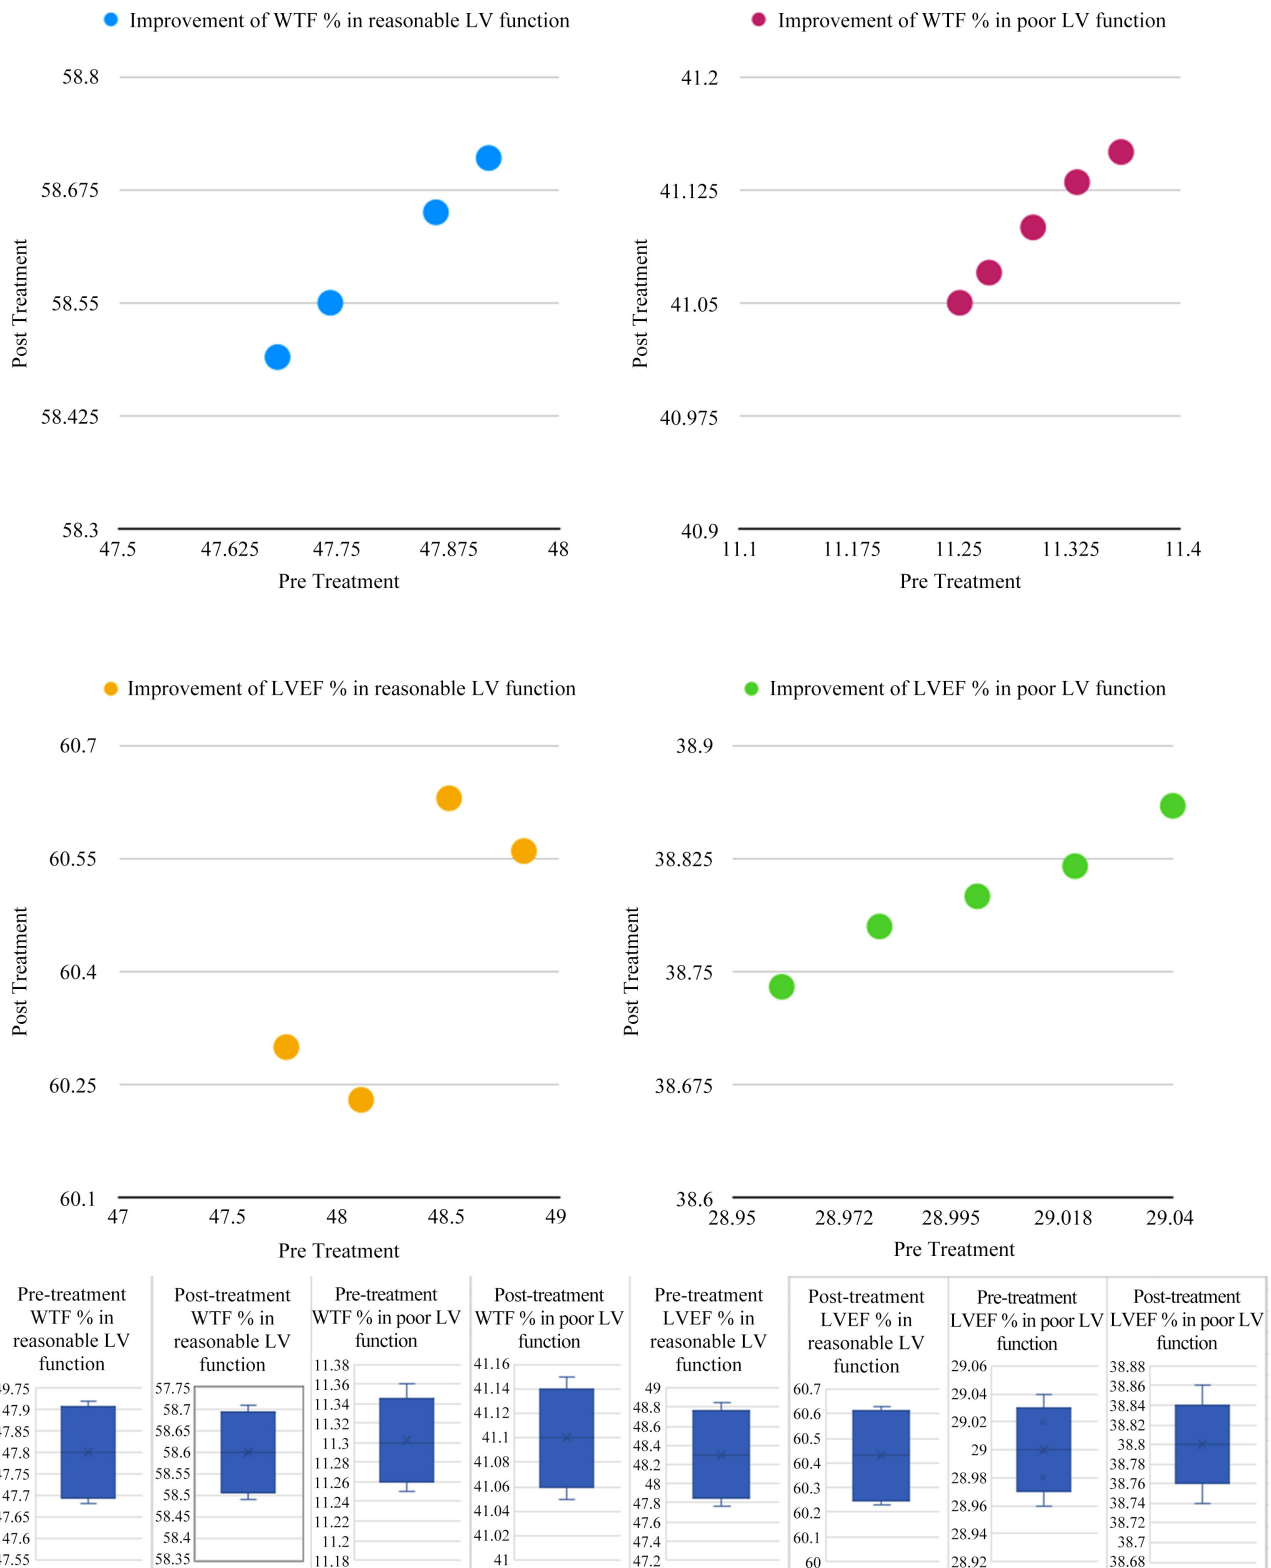 Improvement of WTF % in reasonable LV function
58.8
58.675
58.55
58.425
58.3
Post Treatment
47.5 47.625 47.75 47.875 48
Pre Treatment
Improvement of WTF % in poor LV function
41.2
41.125
41.05
40.975
40.9
Post Treatment
11.1 11.175 11.25 11.325 11.4
Pre Treatment
Improvement of LVEF % in reasonable LV function
60.7
60.55
60.4
60.25
60.1
Post Treatment
47 47.5 48 48.5 49
Pre Treatment
Improvement of LVEF % in poor LV function
38.9
38.825
38.75
38.675
38.6
Post Treatment
28.95 28.972 28.995 29.018 29.04
Pre Treatment
Pre-treatment
WTF % in
reasonable LV
function
9.75
47.9
7.85
47.8
7.75
47.7
7.65
47.6
7.55
Post-treatment
WTF % in
reasonable LV
function
57.75
58.7
58.65
58.6
58.55
58.5
58.45
58.4
58.35
Pre-treatment
WTF % in poor LV
function
11.38
11.36
11.34
11.32
11.3
11.28
11.26
11.24
11.22
11.2
11.18
Post-treatment
WTF % in poor LV
function
41.16
41.14
41.12
41.1
41.08
41.06
41.04
41.02
41
Pre-treatment
LVEF % in
reasonable LV
function
49
48.8
48.6
48.4
48.2
48
47.8
47.6
47.4
47.2
Post-treatment
LVEF % in
reasonable LV
function
60.7
60.6
60.5
60.4
60.3
60.2
60.1
60
Pre-treatment
LVEF % in poor LV
function
29.06
29.04
29.02
29
28.98
28.96
28.94
28.92
Post-treatment
LVEF % in poor LV
function
38.88
38.86
38.84
38.82
38.8
38.78
38.76
38.74
38.72
38.7
38.68